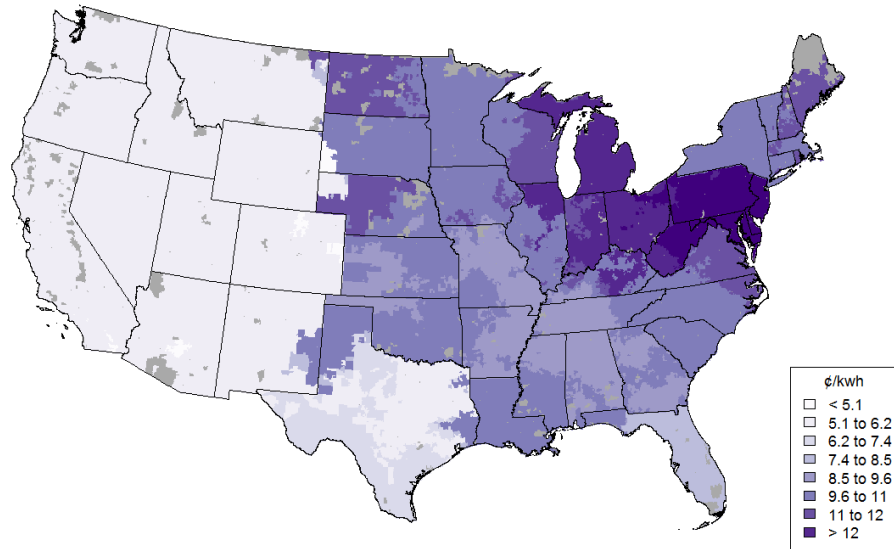 ¢/kwh
< 5.1
5.1 to 6.2
6.2 to 7.4
7.4 to 8.5
8.5 to 9.6
9.6 to 11
11 to 12
> 12